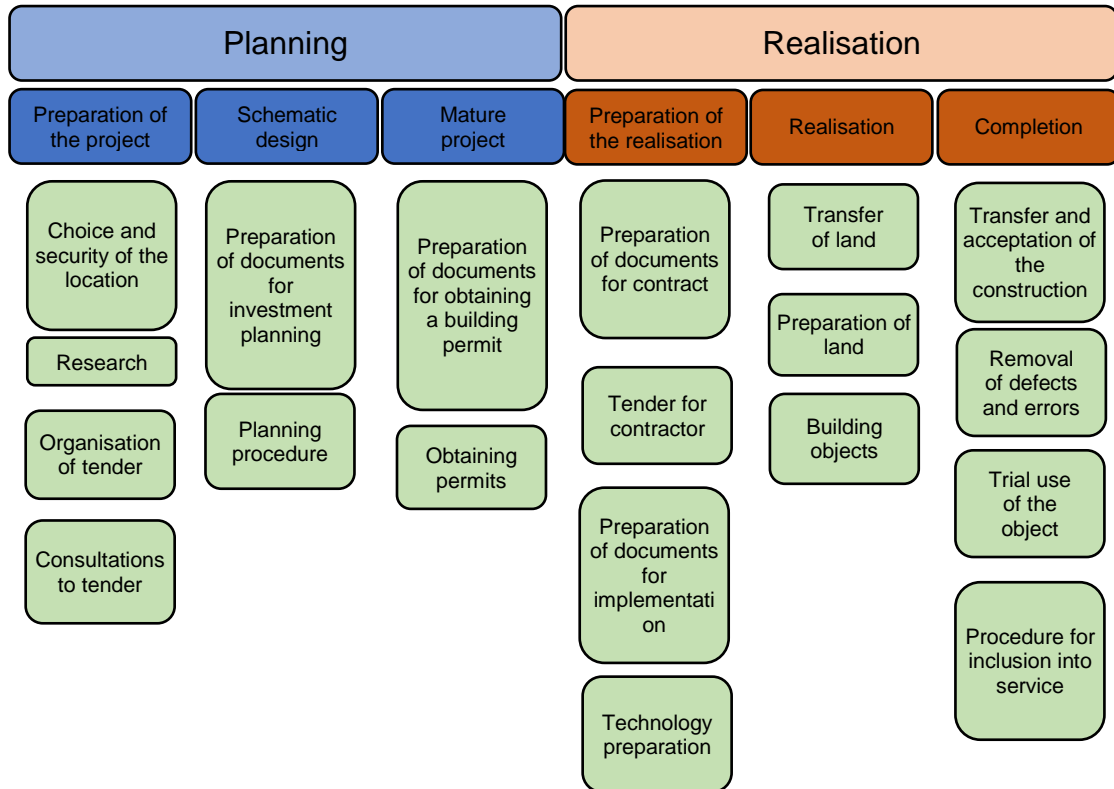 Planning
Realisation
Preparation of
the project
Schematic
design
Mature
project
Preparation of
the realisation
Realisation
Completion
Choice and
security of the
location
Research
Organisation
of tender
Consultations
to tender
Preparation
of documents
for
investment
planning
Planning
procedure
Preparation
of documents
for obtaining
a building
permit
Obtaining
permits
Preparation
of documents
for contract
Tender for
contractor
Preparation
of documents
for
implementati
on
Technology
preparation
Transfer
of land
Preparation of
land
Building
objects
Transfer and
acceptation of
the
construction
Removal
of defects
and errors
Trial use
of the
object
Procedure for
inclusion into
service